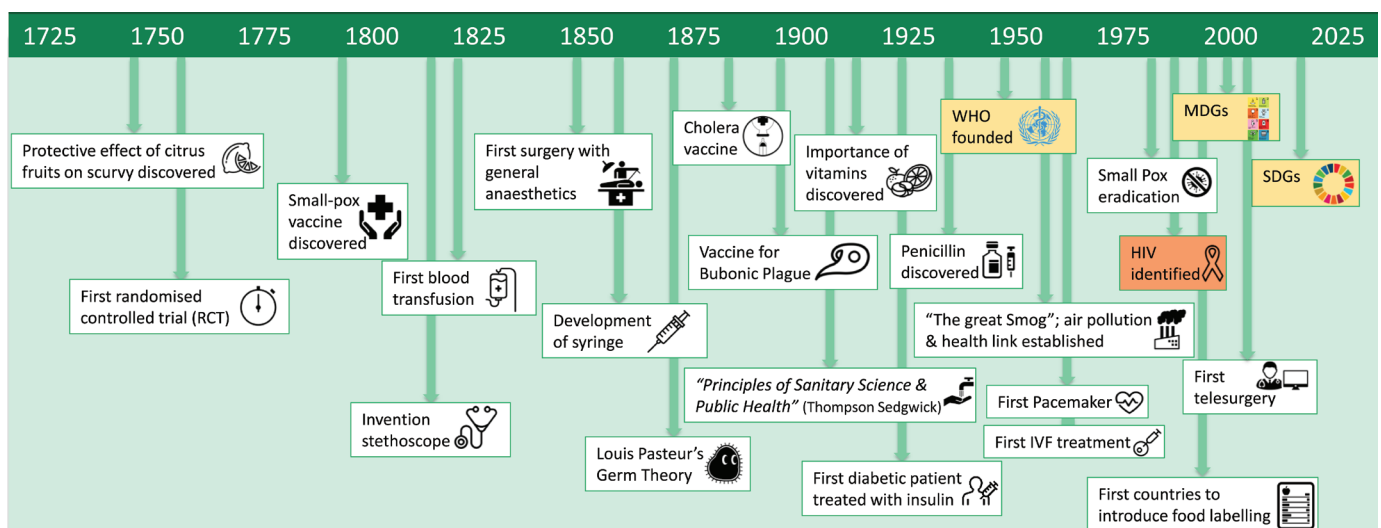 1725 1750 1775 1800 1825 1850 1875 1900 1925 1950 1975 2000 2025
Protective effect of citrus
fruits on scurvy discovered
First randomised
controlled trial (RCT)
Small-pox
vaccine
discovered
Invention
stethoscope
First blood
transfusion
First surgery with
general
anaesthetics
Development
of syringe
Louis Pasteur’s
Germ Theory
Cholera
vaccine
Vaccine for
Bubonic Plague
“Principles of Sanitary Science &
Public Health” (Thompson Sedgwick)
Importance of
vitamins
discovered
First diabetic patient
treated with insulin
Penicillin
discovered
WHO
founded
“The great Smog”; air pollution
& health link established
First Pacemaker
First IVF treatment
Small Pox
eradication
HIV
identified
First countries to
introduce food labelling
MDGs
First
telesurgery
SDGs